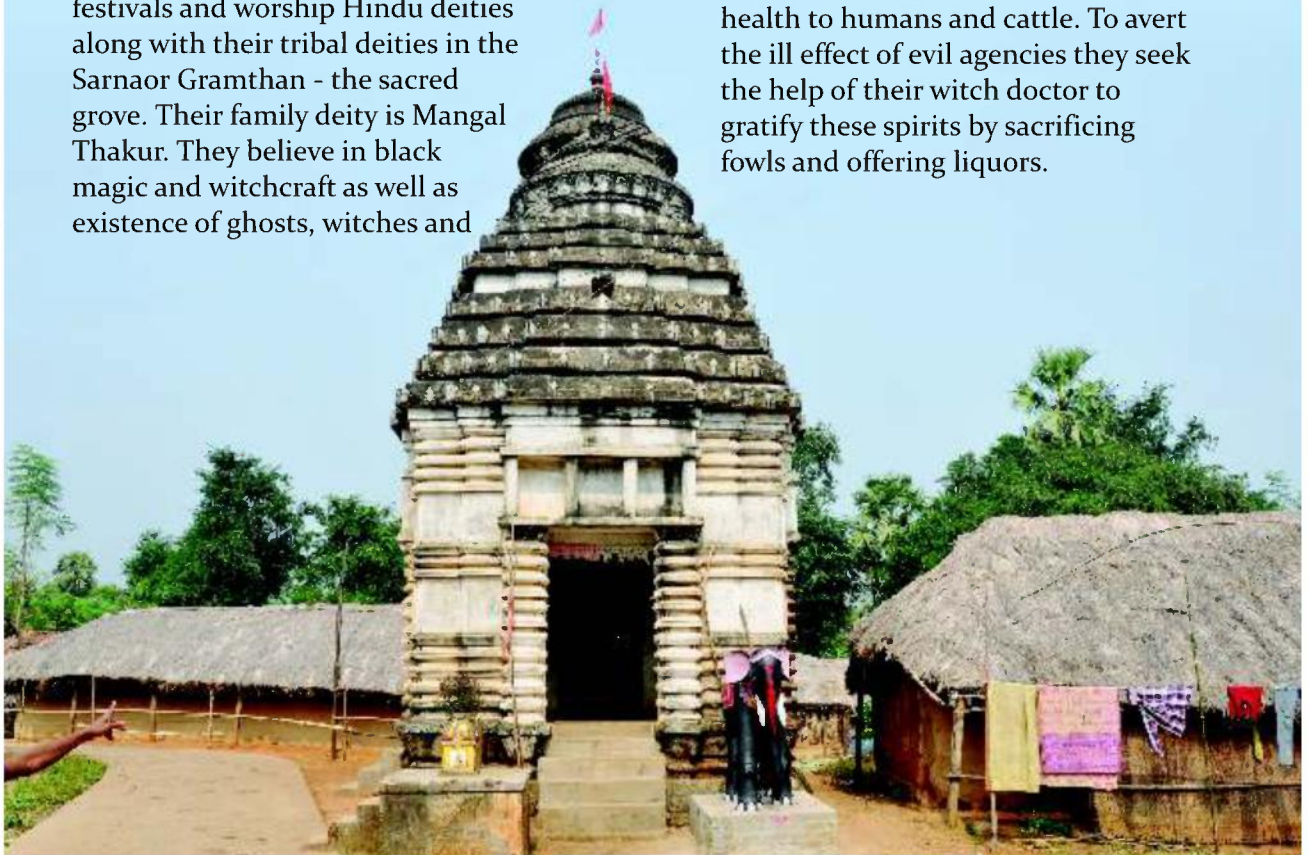 festivals and worship Hindu deities
along with their tribal deities in the
Sarnaor Gramthan - the sacred
grove. Their family deity is Mangal
Thakur. They believe in black
magic and witchcraft as well as
existence of ghosts, witches and
health to humans and cattle. To avert
the ill effect of evil agencies they seek
the help of their witch doctor to
gratify these spirits by sacrificing
fowls and offering liquors.